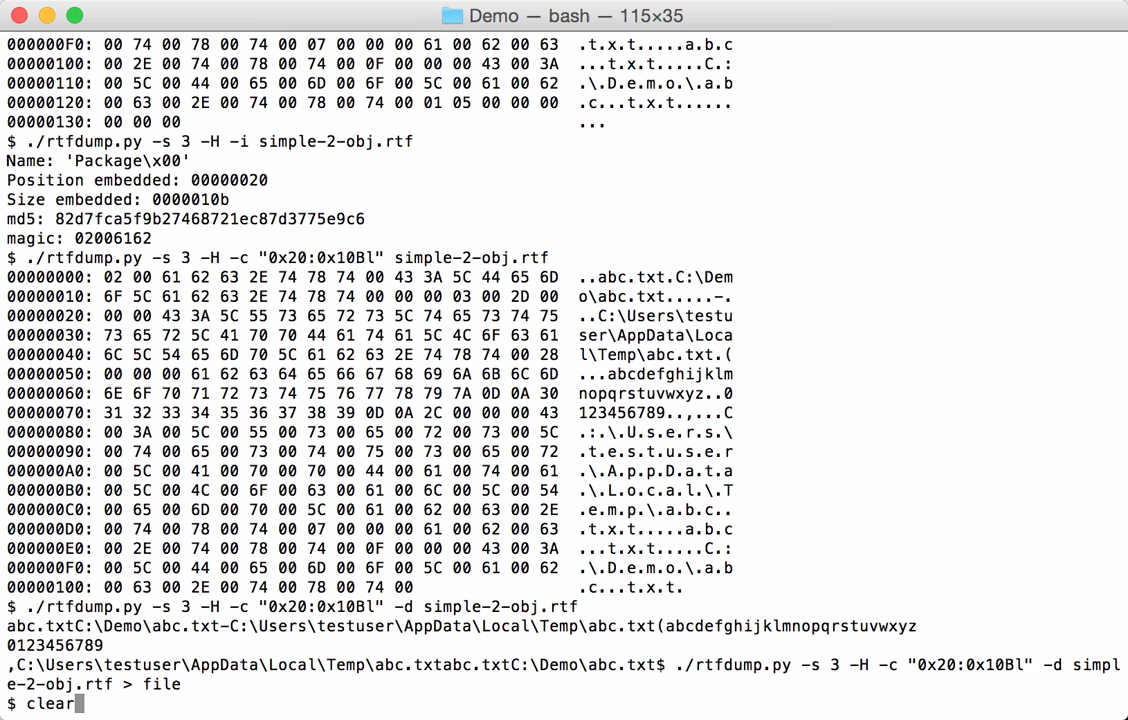 Demo — bash — 115×35
000000F0: 00 74 00 78 00 74 00 07 00 00 00 61 00 62 00 63  .t.x.t.....a.b.c
00000100: 00 2E 00 74 00 78 00 74 00 0F 00 00 00 43 00 3A  ...t.x.t.....C.:
00000110: 00 5C 00 44 00 65 00 6D 00 6F 00 5C 00 61 00 62  .\.D.e.m.o.\.a.b
00000120: 00 63 00 2E 00 74 00 78 00 74 00 01 05 00 00 00  .c...t.x.t......
00000130: 00 00 00                                         ...
$ ./rtfdump.py -s 3 -H -i simple-2-obj.rtf
Name: 'Package\x00'
Position embedded: 00000020
Size embedded: 0000010b
md5: 82d7fca5f9b27468721ec87d3775e9c6
magic: 02006162
$ ./rtfdump.py -s 3 -H -c "0x20:0x10Bl" simple-2-obj.rtf
00000000: 02 00 61 62 63 2E 74 78 74 00 43 3A 5C 44 65 6D  ..abc.txt.C:\Dem
00000010: 6F 5C 61 62 63 2E 74 78 74 00 00 00 03 00 2D 00  o\abc.txt.....-.
00000020: 00 00 43 3A 5C 55 73 65 72 73 5C 74 65 73 74 75  ..C:\Users\testu
00000030: 73 65 72 5C 41 70 70 44 61 74 61 5C 4C 6F 63 61  ser\AppData\Loca
00000040: 6C 5C 54 65 6D 70 5C 61 62 63 2E 74 78 74 00 28  l\Temp\abc.txt.(
00000050: 00 00 00 61 62 63 64 65 66 67 68 69 6A 6B 6C 6D  ...abcdefghijklm
00000060: 6E 6F 70 71 72 73 74 75 76 77 78 79 7A 0D 0A 30  nopqrstuvwxyz..0
00000070: 31 32 33 34 35 36 37 38 39 0D 0A 2C 00 00 00 43  123456789..,...C
00000080: 00 3A 00 5C 00 55 00 73 00 65 00 72 00 73 00 5C  .:.\.U.s.e.r.s.\
00000090: 00 74 00 65 00 73 00 74 00 75 00 73 00 65 00 72  .t.e.s.t.u.s.e.r
000000A0: 00 5C 00 41 00 70 00 70 00 44 00 61 00 74 00 61  .\.A.p.p.D.a.t.a
000000B0: 00 5C 00 4C 00 6F 00 63 00 61 00 6C 00 5C 00 54  .\.L.o.c.a.l.\.T
000000C0: 00 65 00 6D 00 70 00 5C 00 61 00 62 00 63 00 2E  .e.m.p.\.a.b.c..
000000D0: 00 74 00 78 00 74 00 07 00 00 00 61 00 62 00 63  .t.x.t.....a.b.c
000000E0: 00 2E 00 74 00 78 00 74 00 0F 00 00 00 43 00 3A  ...t.x.t.....C.:
000000F0: 00 5C 00 44 00 65 00 6D 00 6F 00 5C 00 61 00 62  .\.D.e.m.o.\.a.b
00000100: 00 63 00 2E 00 74 00 78 00 74 00                 .c...t.x.t.
$ ./rtfdump.py -s 3 -H -c "0x20:0x10Bl" -d simple-2-obj.rtf
abc.txtC:\Demo\abc.txt-C:\Users\testuser\AppData\Local\Temp\abc.txt(abcdefghijklmnopqrstuvwxyz
0123456789
,C:\Users\testuser\AppData\Local\Temp\abc.txtabc.txtC:\Demo\abc.txt$ ./rtfdump.py -s 3 -H -c "0x20:0x10Bl" -d simpl
e-2-obj.rtf > file
$ clear